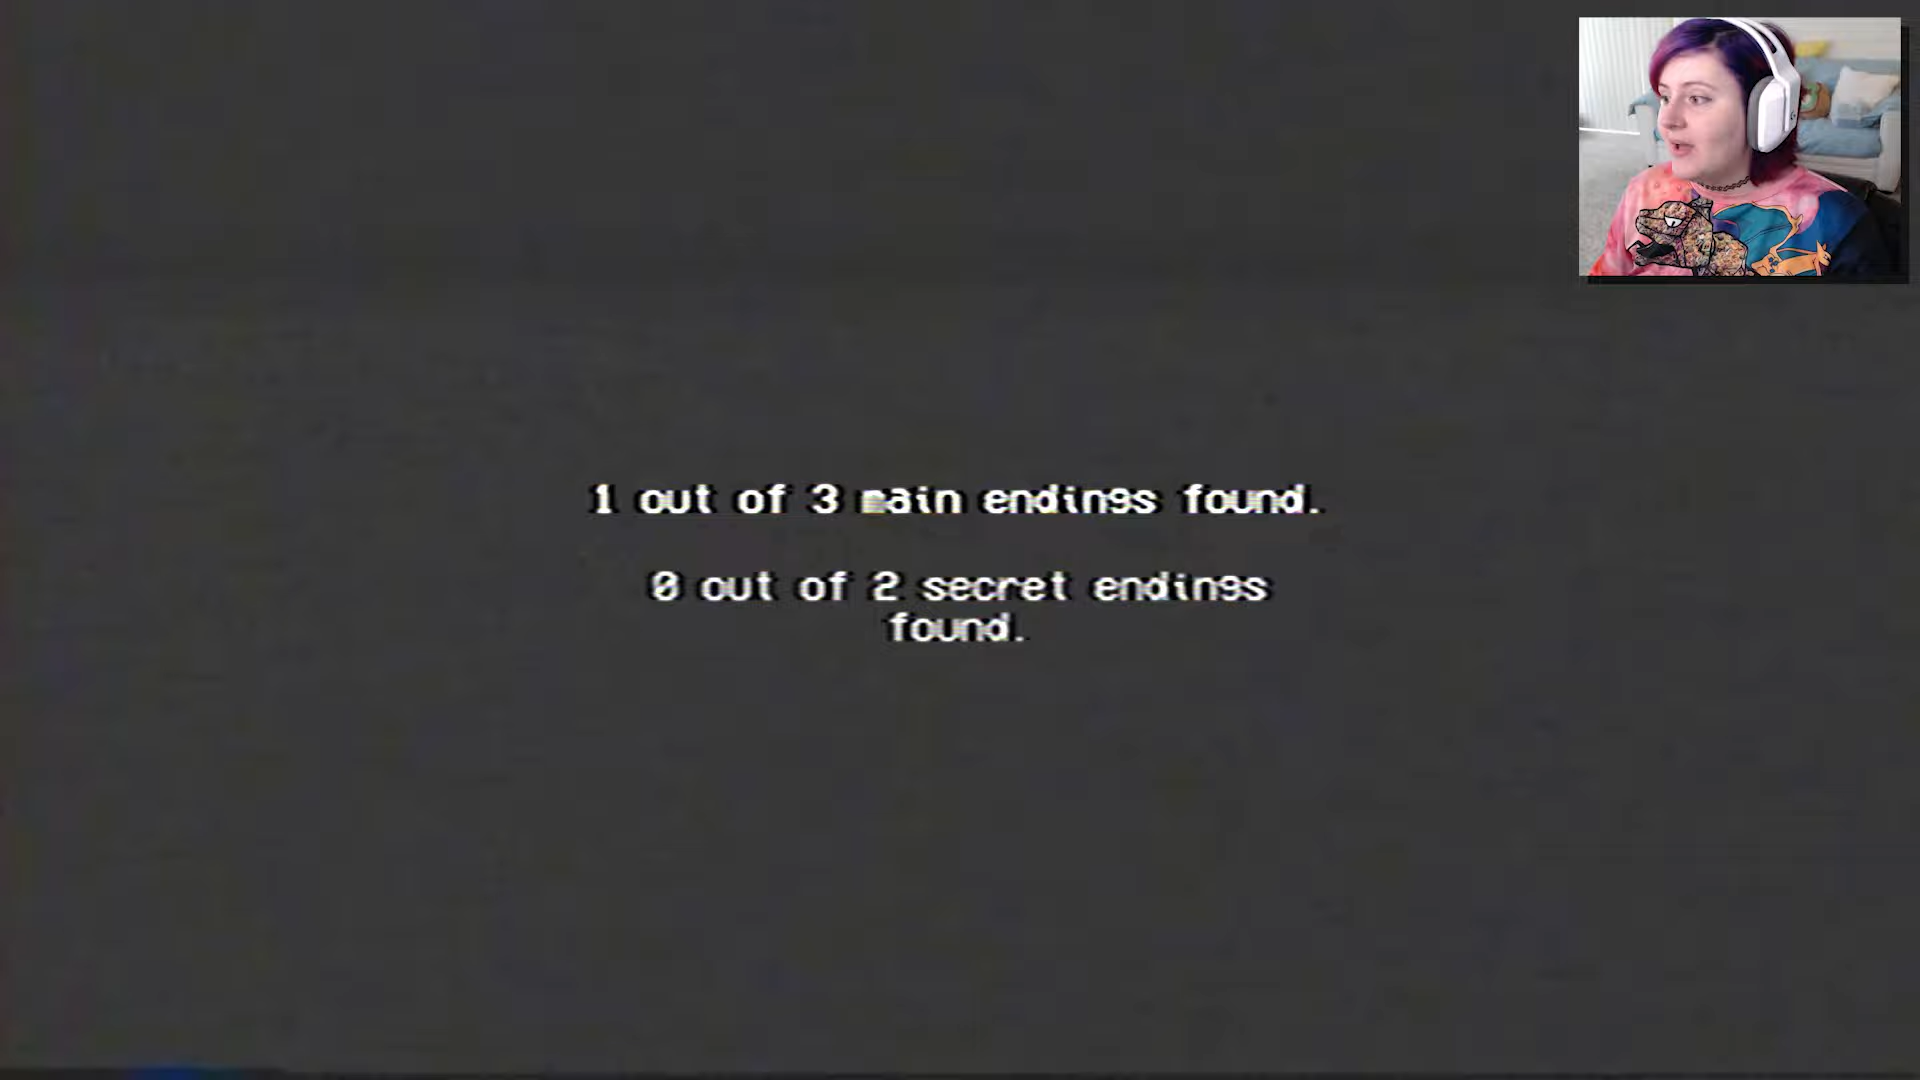 1 out of 3 main endings found.
0 out of 2 secret endings
found.